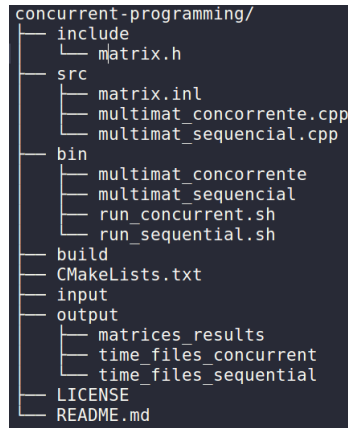 concurrent-programming/
├── include
│   └── matrix.h
├── src
│   ├── matrix.inl
│   ├── multimat_concorrente.cpp
│   └── multimat_sequencial.cpp
├── bin
│   ├── multimat_concorrente
│   ├── multimat_sequencial
│   ├── run_concurrent.sh
│   └── run_sequential.sh
├── build
├── CMakeLists.txt
├── input
├── output
│   ├── matrices_results
│   ├── time_files_concurrent
│   └── time_files_sequential
├── LICENSE
└── README.md